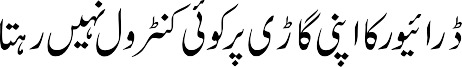 ڈرائیور کا اپنی گاڑی پر کوئی کنٹرول نہیں رہتا